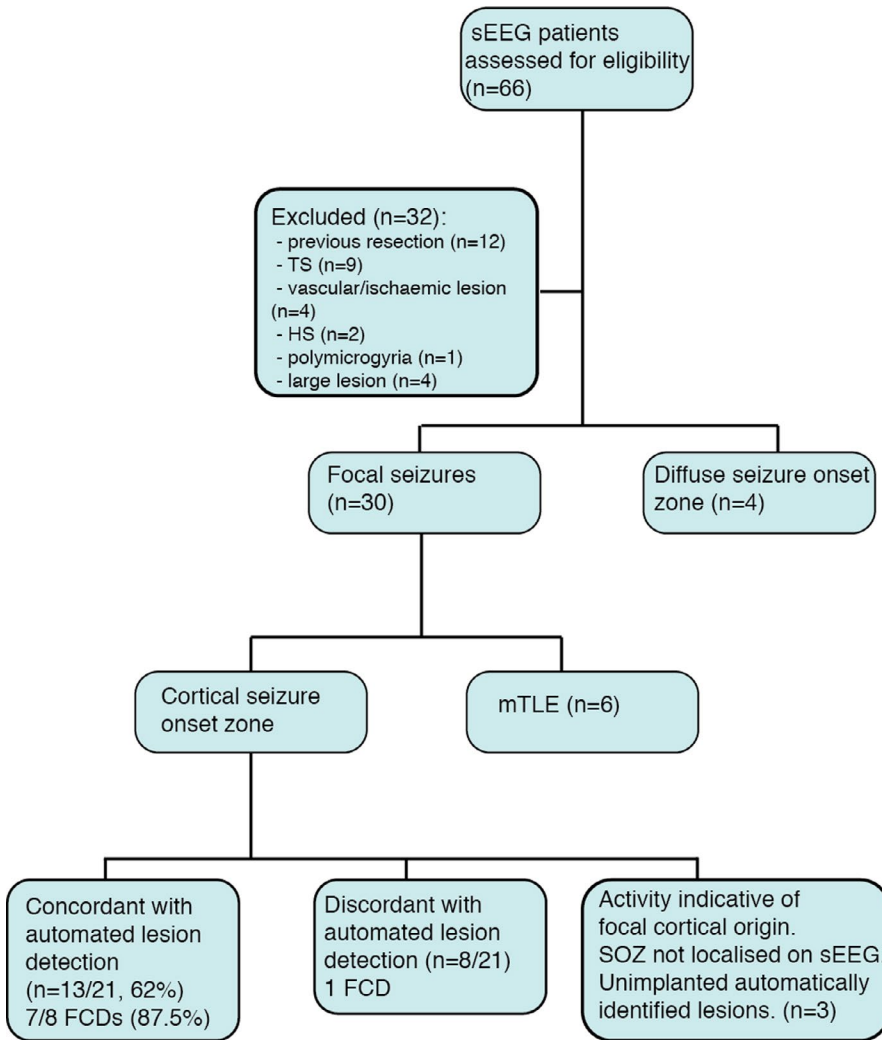 sEEG patients
assessed for eligibility
(n=66)
Excluded (n=32):
- previous resection (n=12)
- TS (n=9)
- vascular/ischaemic lesion
(n=4)
- HS (n=2)
- polymicrogyria (n=1)
- large lesion (n=4)
Focal seizures
(n=30)
Diffuse seizure onset
zone (n=4)
Cortical seizure
onset zone
mTLE (n=6)
Concordant with
automated lesion
detection
(n=13/21, 62%)
7/8 FCDs (87.5%)
Discordant with
automated lesion
detection (n=8/21)
1 FCD
Activity indicative of
focal cortical origin.
SOZ not localised on sEEG
Unimplanted automatically
identified lesions. (n=3)